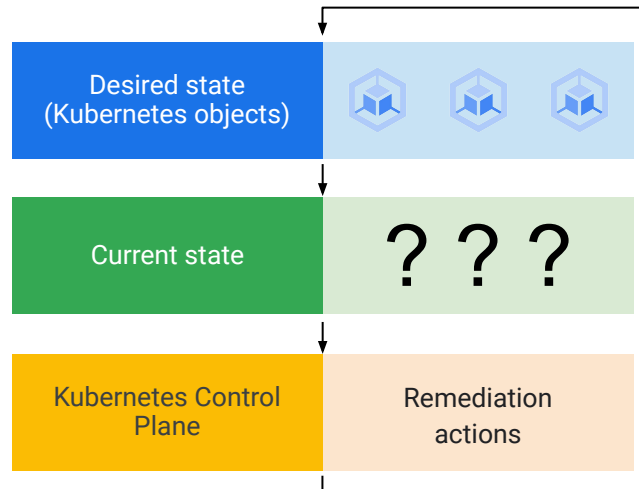 Desired state
(Kubernetes objects)
Current state
? ? ?
Kubernetes Control
Plane
Remediation
actions